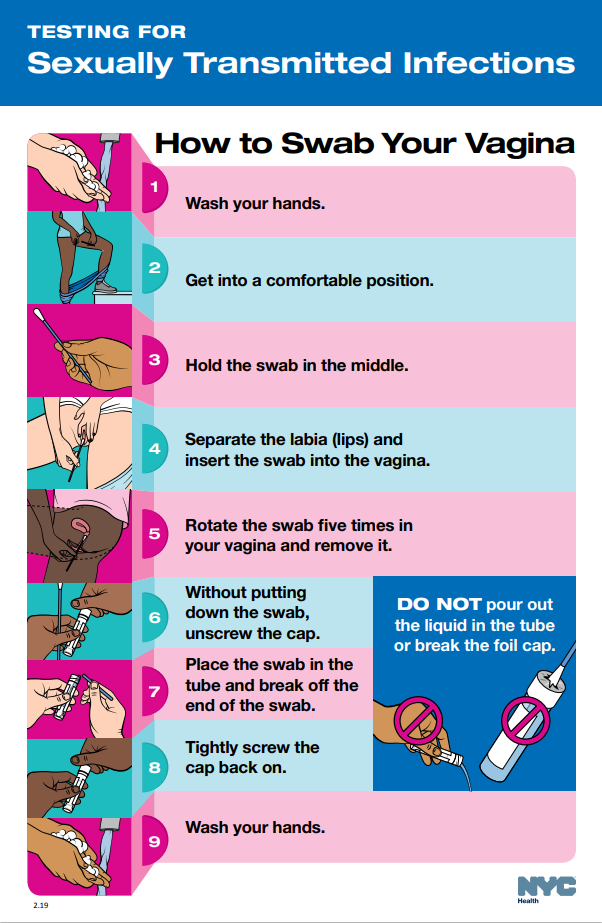 TESTING FOR
Sexually Transmitted Infections
How to Swab Your Vagina
1
Wash your hands.
2
Get into a comfortable position.
3
Hold the swab in the middle.
4
Separate the labia (lips) and
insert the swab into the vagina.
5
Rotate the swab five times in
your vagina and remove it.
6
Without putting
down the swab,
unscrew the cap.
7
Place the swab in the
tube and break off the
end of the swab.
8
Tightly screw the
cap back on.
DO NOT pour out
the liquid in the tube
or break the foil cap.
9
Wash your hands.
2.19
NYC
Health